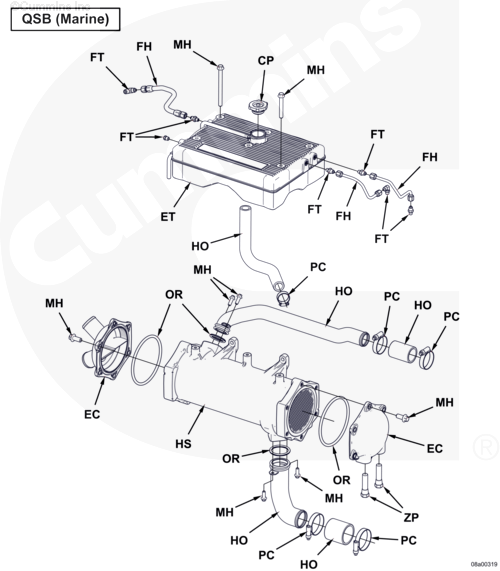 ©Cummins Inc.
QSB (Marine)
MH
FH
FT
CP
MH
FT
FT
FH
FT
FH
FT
ET
HO
PC
MH
OR
HO
PC
HO
PC
MH
EC
MH
HS
EC
OR
OR
MH
MH
ZP
HO
PC
HO
PC
Cummins
®
08a00319